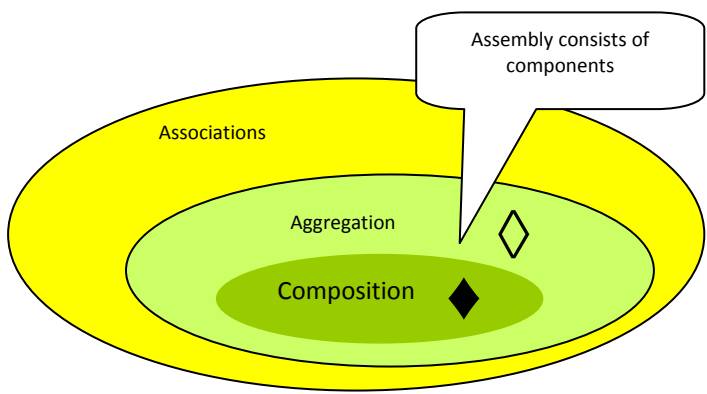 Assembly consists of
components
Associations
Aggregation
Composition